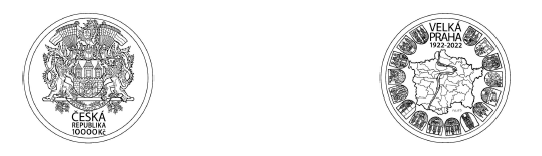 ČESKÁ
REPUBLIKA
10000Kč
VELKÁ
PRAHA
1922-2022